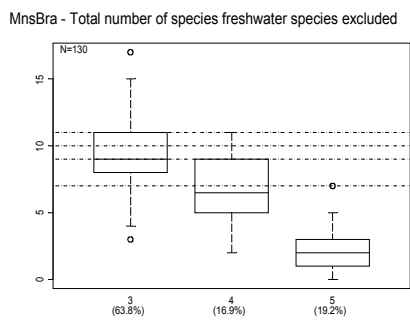 MnsBra - Total number of species freshwater species excluded
N=130
15
10
5
0
3 4 5
(63.8%) (16.9%) (19.2%)